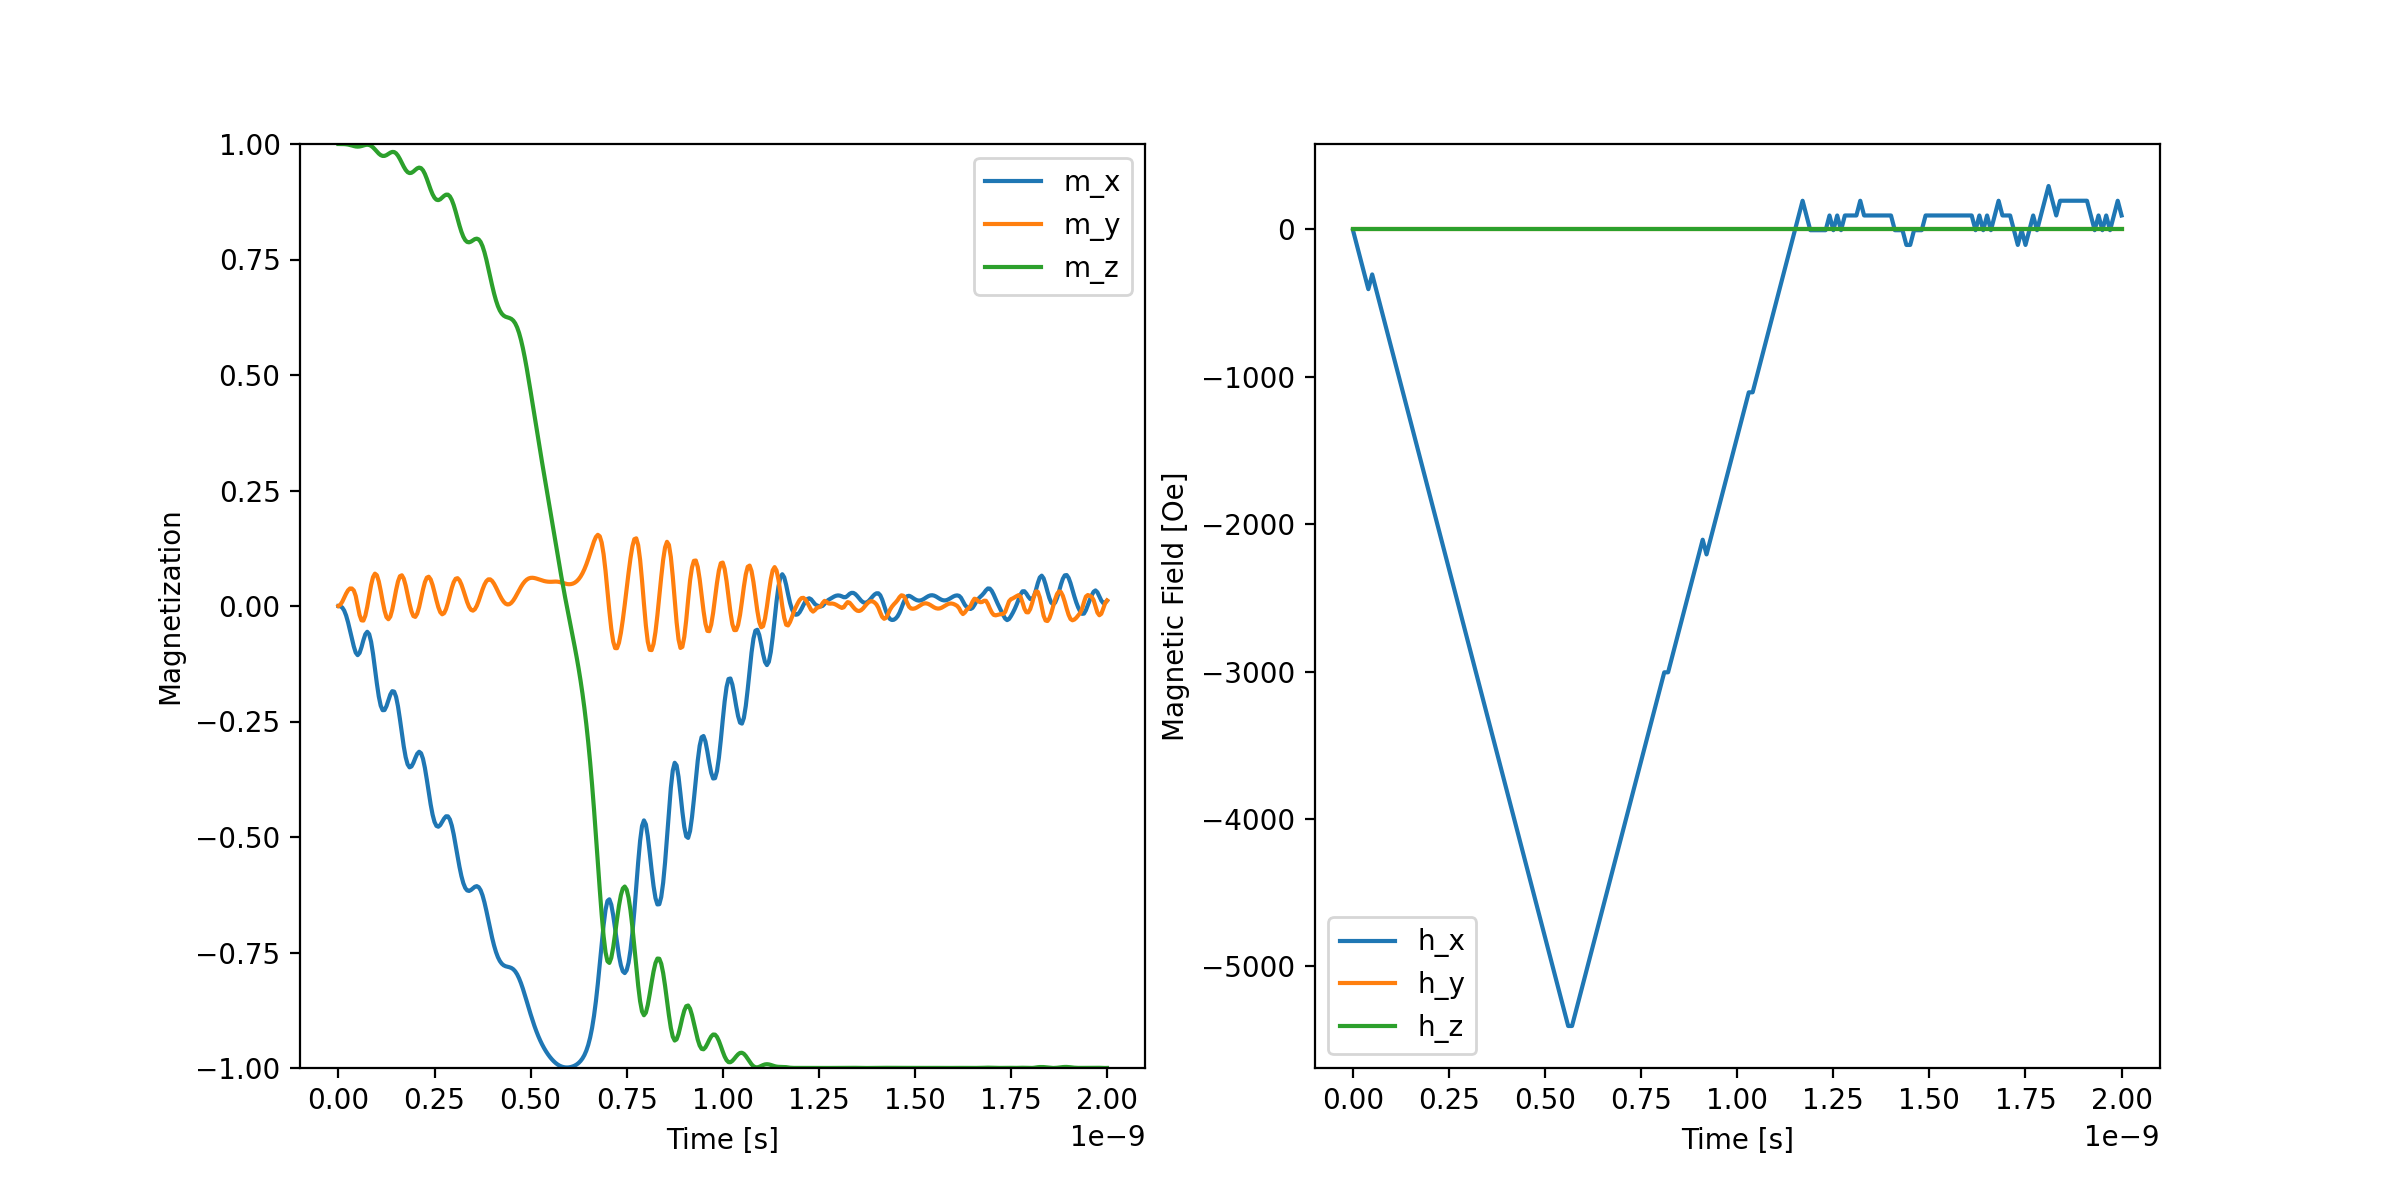 1.00
0.75
0.50
0.25
0.00
−0.25
−0.50
−0.75
−1.00
Magnetization
m_x
m_y
m_z
0.00 0.25 0.50 0.75 1.00 1.25 1.50 1.75 2.00
Time [s]
1e−9
0
−1000
−2000
−3000
−4000
−5000
Magnetic Field [Oe]
h_x
h_y
h_z
0.00 0.25 0.50 0.75 1.00 1.25 1.50 1.75 2.00
Time [s]
1e−9